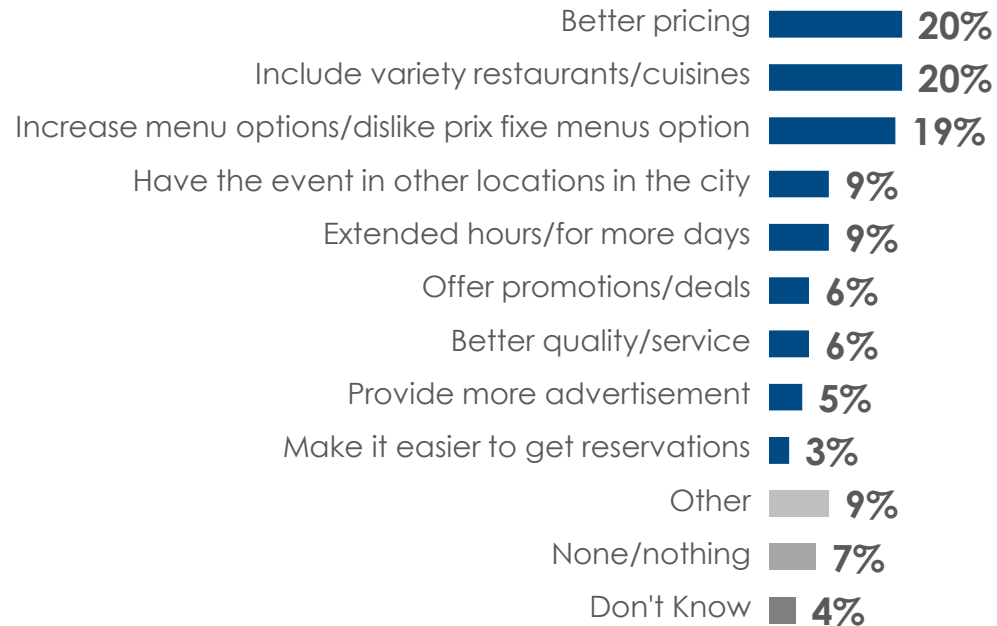 Better pricing 20%
Include variety restaurants/cuisines 20%
Increase menu options/dislike prix fixe menus option 19%
Have the event in other locations in the city 9%
Extended hours/for more days 9%
Offer promotions/deals 6%
Better quality/service 6%
Provide more advertisement 5%
Make it easier to get reservations 3%
Other 9%
None/nothing 7%
Don't Know 4%